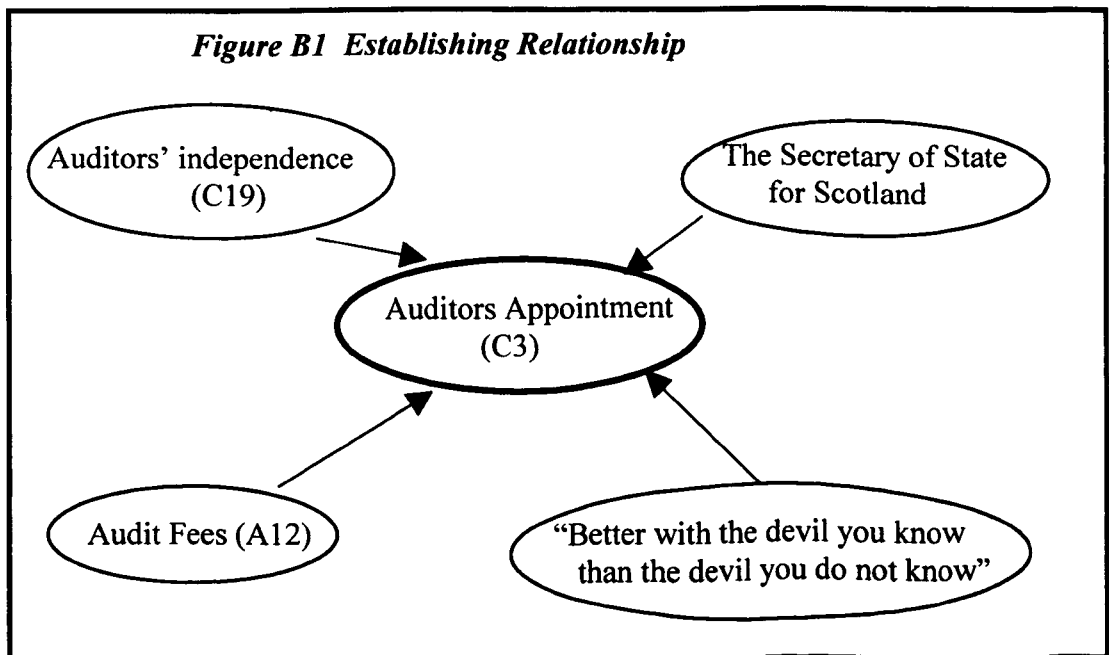 Figure B1 Establishing Relationship
Auditors’ independence
(C19)
The Secretary of State
for Scotland
Auditors Appointment
(C3)
Audit Fees (A12)
“Better with the devil you know
than the devil you do not know”